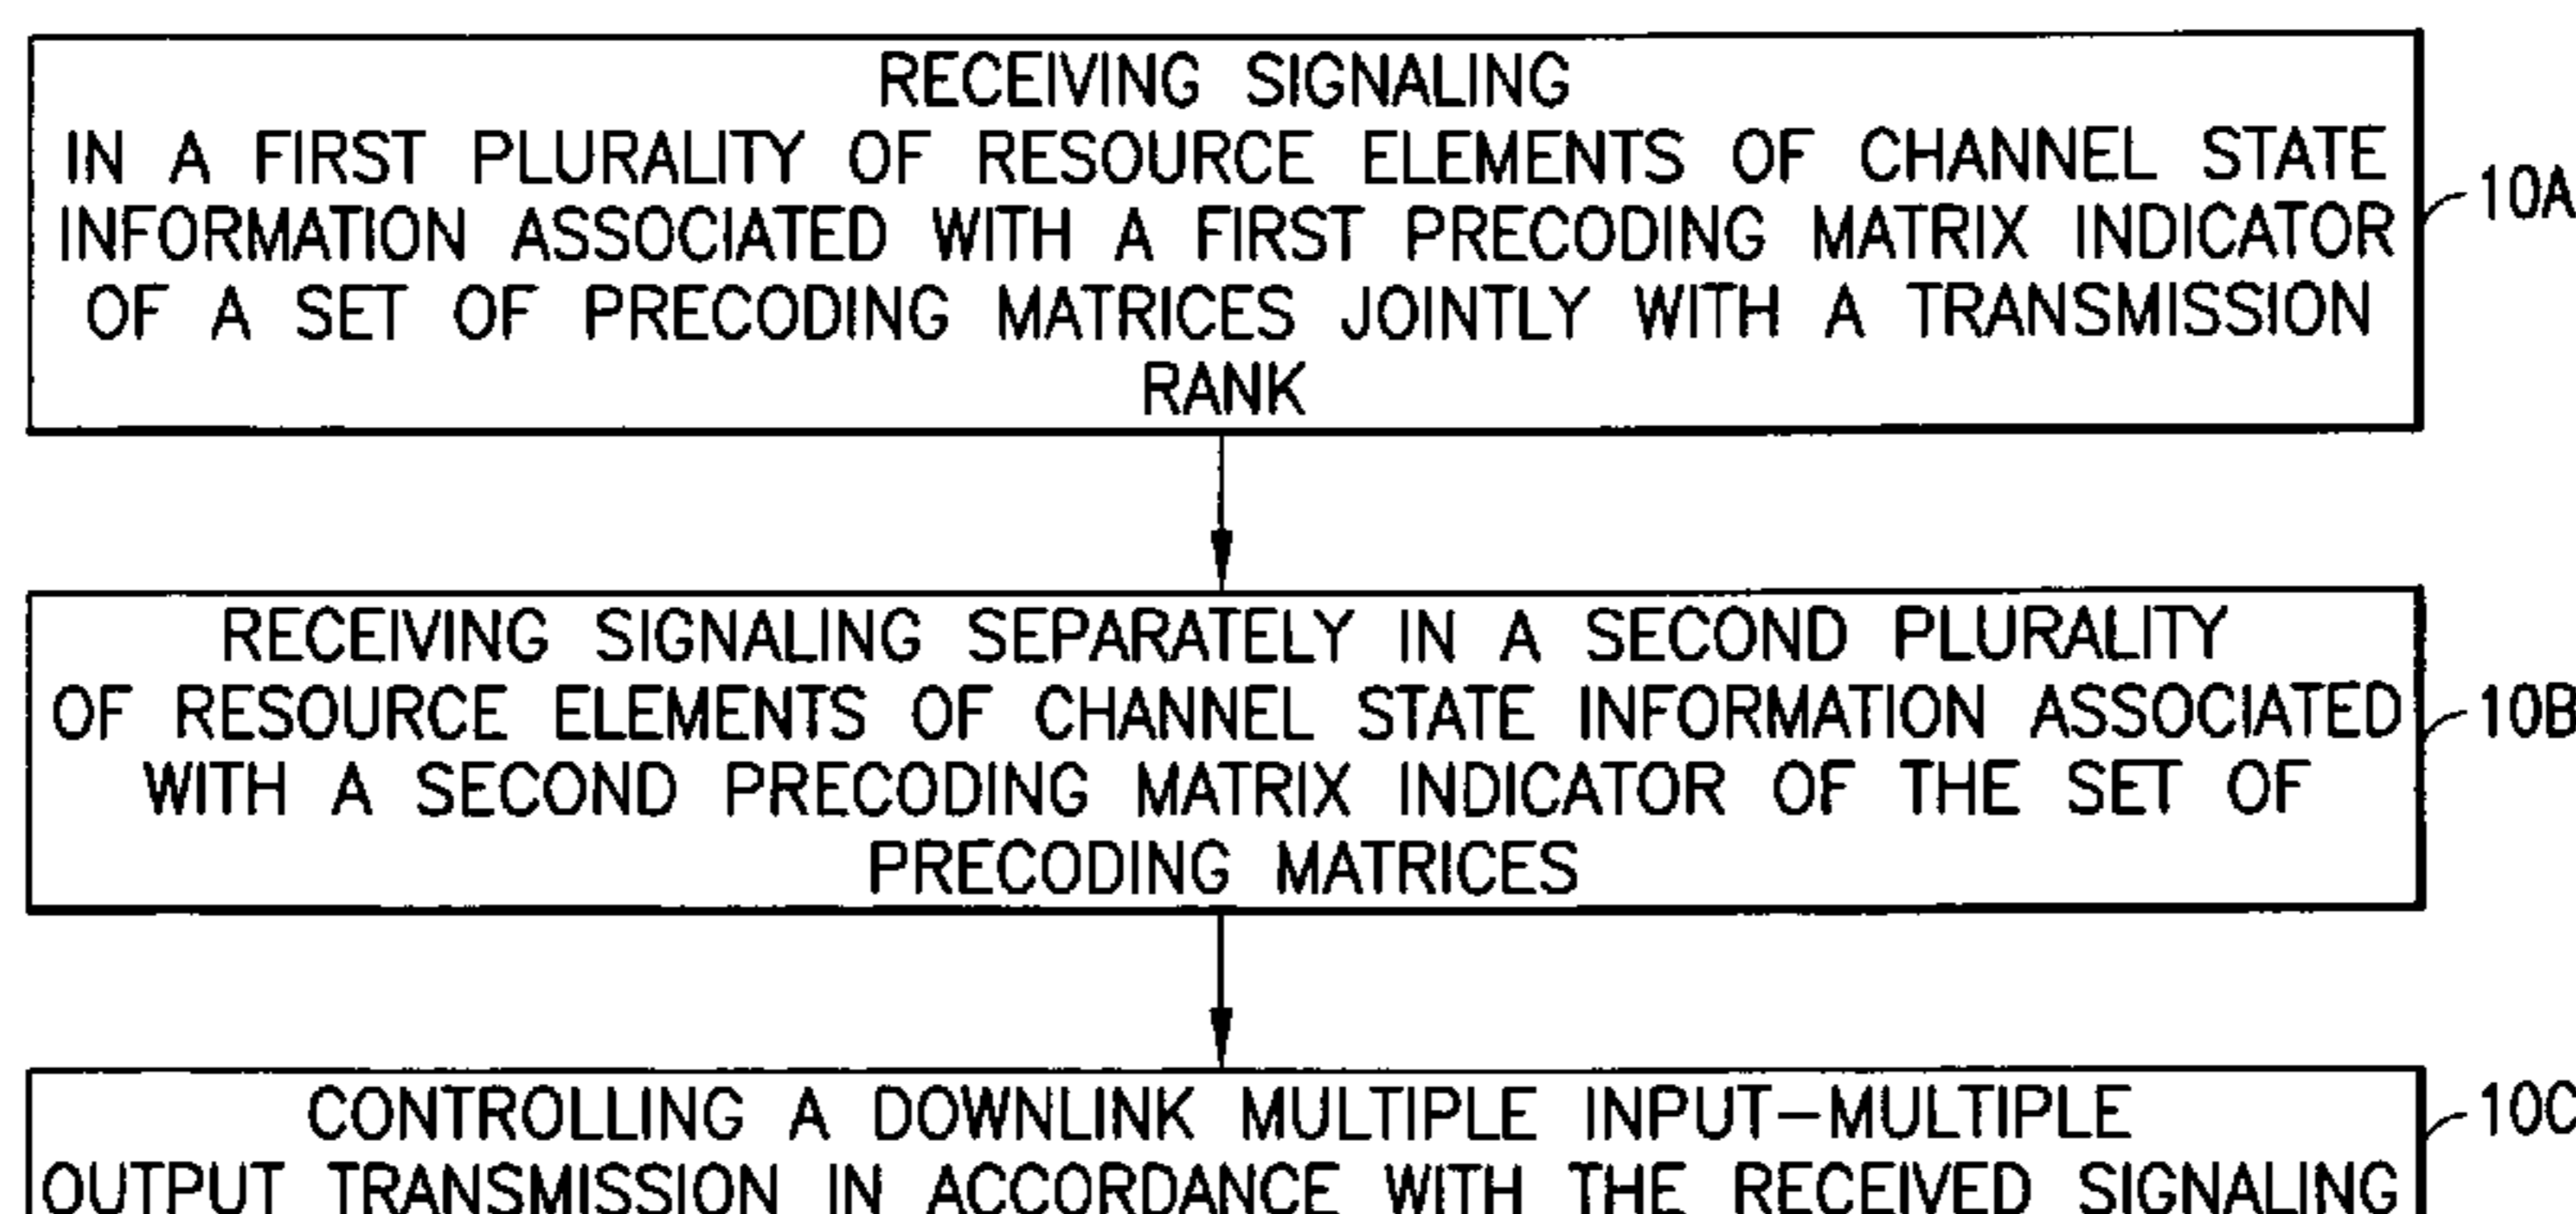 RECEIVING SIGNALING
IN A FIRST PLURALITY OF RESOURCE ELEMENTS OF CHANNEL STATE
INFORMATION ASSOCIATED WITH A FIRST PRECODING MATRIX INDICATOR
OF A SET OF PRECODING MATRICES JOINTLY WITH A TRANSMISSION
RANK
10A
RECEIVING SIGNALING SEPARATELY IN A SECOND PLURALITY
OF RESOURCE ELEMENTS OF CHANNEL STATE INFORMATION ASSOCIATED
WITH A SECOND PRECODING MATRIX INDICATOR OF THE SET OF
PRECODING MATRICES
10B
CONTROLLING A DOWNLINK MULTIPLE INPUT–MULTIPLE
OUTPUT TRANSMISSION IN ACCORDANCE WITH THE RECEIVED SIGNALING
10C